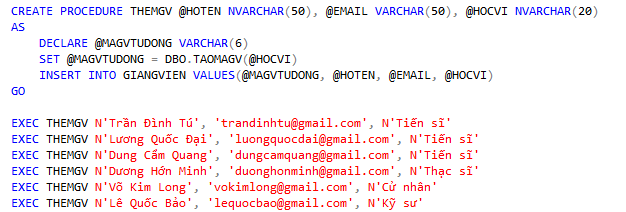 CREATE PROCEDURE THEMGV @HOTEN NVARCHAR(50), @EMAIL VARCHAR(50), @HOCVI NVARCHAR(20)
AS
    DECLARE @MAGVTUDONG VARCHAR(6)
    SET @MAGVTUDONG = DBO.TAOMAGV(@HOCVI)
    INSERT INTO GIANGVIEN VALUES(@MAGVTUDONG, @HOTEN, @EMAIL, @HOCVI)
GO
EXEC THEMGV N'Trần Đình Tú', 'trandinhtu@gmail.com', N'Tiến sĩ'
EXEC THEMGV N'Lương Quốc Đại', 'luongquocdai@gmail.com', N'Tiến sĩ'
EXEC THEMGV N'Dung Cẩm Quang', 'dungcamquang@gmail.com', N'Tiến sĩ'
EXEC THEMGV N'Dương Hớn Minh', 'duonghonminh@gmail.com', N'Thạc sĩ'
EXEC THEMGV N'Võ Kim Long', 'vokimlong@gmail.com', N'Cử nhân'
EXEC THEMGV N'Lê Quốc Bảo', 'lequocbao@gmail.com', N'Kỹ sư'